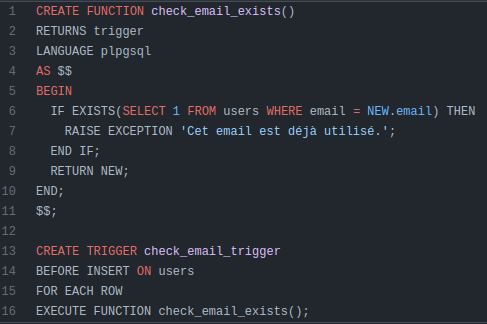 1 CREATE FUNCTION check_email_exists()
2 RETURNS trigger
3 LANGUAGE plpgsql
4 AS $$
5 BEGIN
6 IF EXISTS(SELECT 1 FROM users WHERE email = NEW.email) THEN
7 RAISE EXCEPTION 'Cet email est déjà utilisé.';
8 END IF;
9 RETURN NEW;
10 END;
11 $$;
12
13 CREATE TRIGGER check_email_trigger
14 BEFORE INSERT ON users
15 FOR EACH ROW
16 EXECUTE FUNCTION check_email_exists();